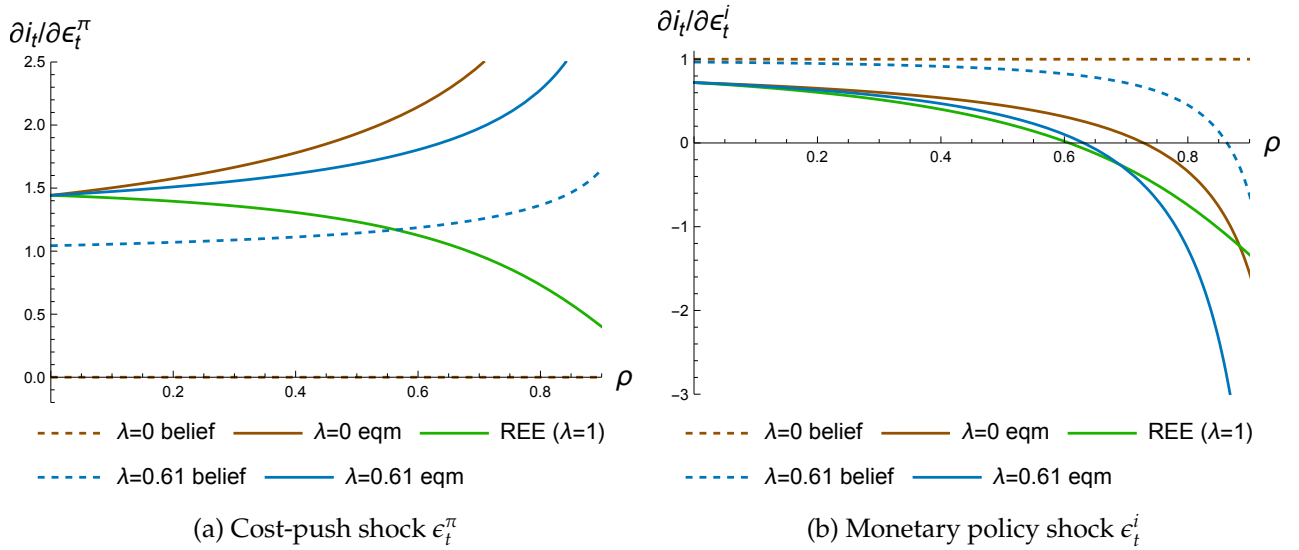 ∂i_t/∂ϵ_t^π
2.5
2.0
1.5
1.0
0.5
0.0
0.2
0.4
0.6
0.8
ρ
λ=0 belief
λ=0 eqm
REE (λ=1)
λ=0.61 belief
λ=0.61 eqm
(a) Cost-push shock ϵ_t^π
∂i_t/∂ϵ_t^i
1
0
-1
-2
-3
0.2
0.4
0.6
0.8
ρ
λ=0 belief
λ=0 eqm
REE (λ=1)
λ=0.61 belief
λ=0.61 eqm
(b) Monetary policy shock ϵ_t^i